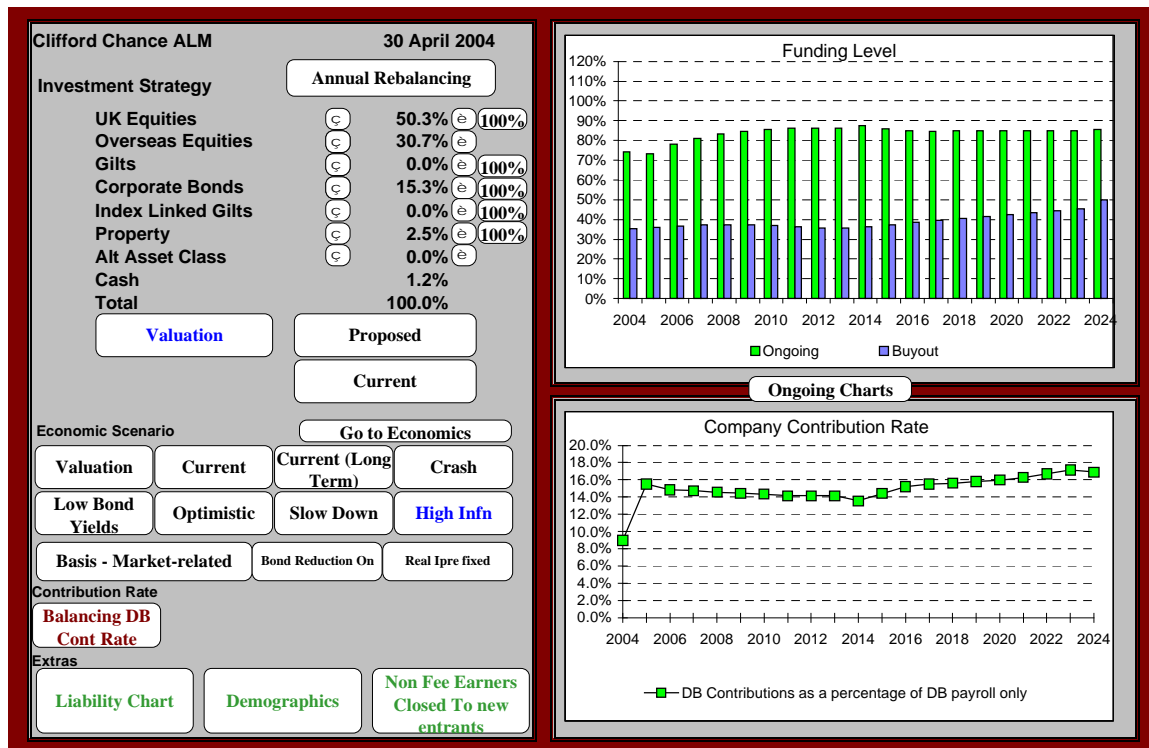 Clifford Chance ALM 30 April 2004
Investment Strategy Annual Rebalancing
UK Equities ç 50.3% è 100%
Overseas Equities ç 30.7% è
Gilts ç 0.0% è 100%
Corporate Bonds ç 15.3% è 100%
Index Linked Gilts ç 0.0% è 100%
Property ç 2.5% è 100%
Alt Asset Class ç 0.0% è
Cash 1.2%
Total 100.0%
Valuation Proposed
Current
Economic Scenario Go to Economics
Valuation Current Current (Long
Term) Crash
Low Bond
Yields Optimistic Slow Down High Infn
Basis - Market-related Bond Reduction On Real Ipre fixed
Contribution Rate
Balancing DB
Cont Rate
Extras
Liability Chart Demographics Non Fee Earners
Closed To new
entrants
Funding Level
120%
110%
100%
90%
80%
70%
60%
50%
40%
30%
20%
10%
0%
2004 2006 2008 2010 2012 2014 2016 2018 2020 2022 2024
Ongoing Buyout
Ongoing Charts
Company Contribution Rate
20.0%
18.0%
16.0%
14.0%
12.0%
10.0%
8.0%
6.0%
4.0%
2.0%
0.0%
2004 2006 2008 2010 2012 2014 2016 2018 2020 2022 2024
DB Contributions as a percentage of DB payroll only